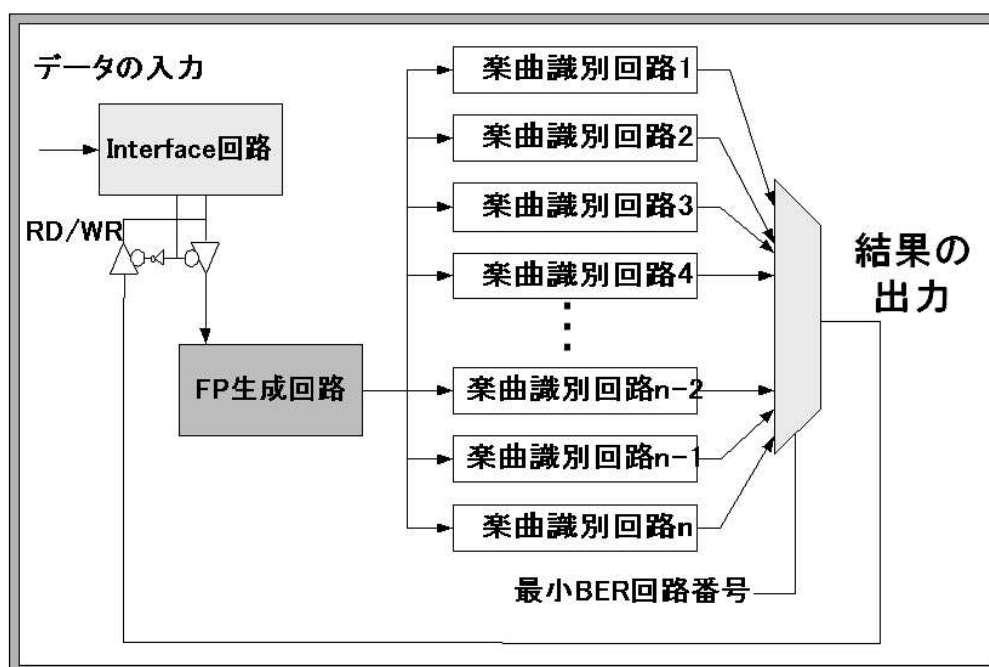 データの入力
Interface回路
RD/WR
FP生成回路
楽曲識別回路1
楽曲識別回路2
楽曲識別回路3
楽曲識別回路4
楽曲識別回路n-2
楽曲識別回路n-1
楽曲識別回路n
最小BER回路番号
結果の
出力